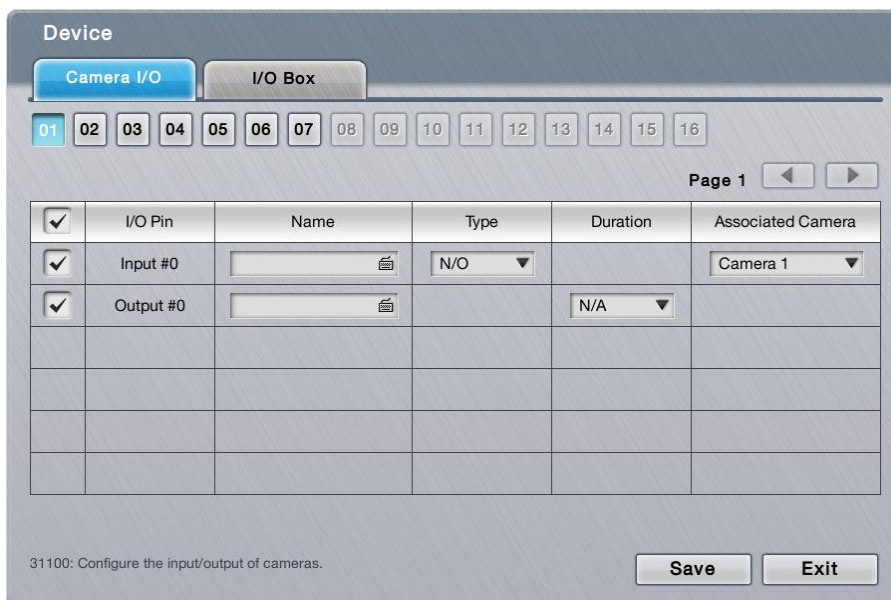 Device
Camera I/O I/O Box
01 02 03 04 05 06 07 08 09 10 11 12 13 14 15 16
Page 1
I/O Pin Name Type Duration Associated Camera
Input #0 N/O Camera 1
Output #0 N/A
31100: Configure the input/output of cameras.
Save Exit